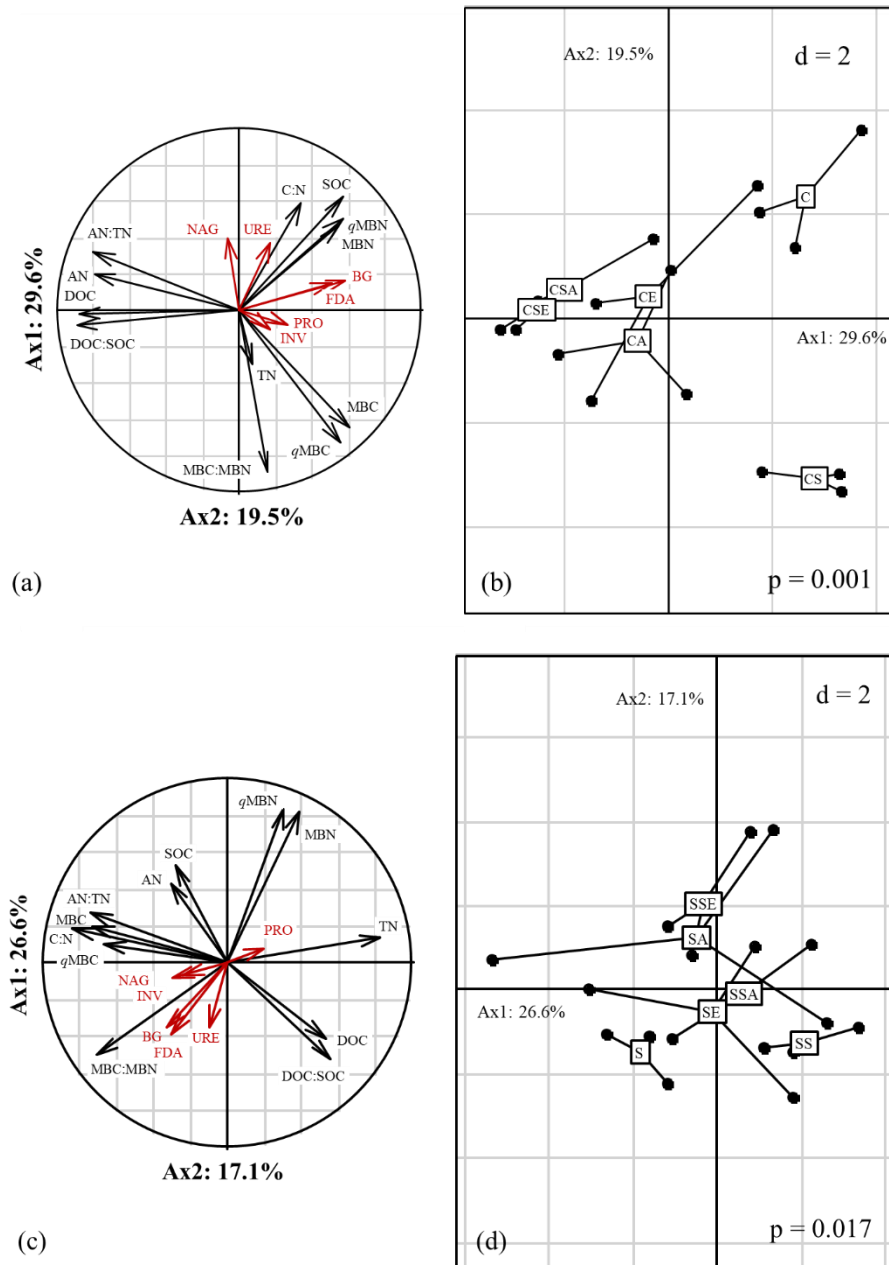 Ax2: 19.5%
d = 2
C:N
SOC
NAG
URE
qMBN
MBN
C
AN:TN
BG
AN
FDA
CSA
CE
DOC
CSE
PRO
Ax1: 29.6%
DOC:SOC
INV
CA
Ax1: 29.6%
TN
MBC
qMBC
MBC:MBN
CS
Ax2: 19.5%
(a)
(b)
p = 0.001
Ax2: 17.1%
d = 2
qMBN
MBN
SOC
AN
AN:TN
SSE
MBC
TN
PRO
C:N
SA
qMBC
NAG
SSA
INV
Ax1: 26.6%
Ax1: 26.6%
SE
BG
URE
DOC
FDA
S
SS
MBC:MBN
DOC:SOC
Ax2: 17.1%
(c)
(d)
p = 0.017